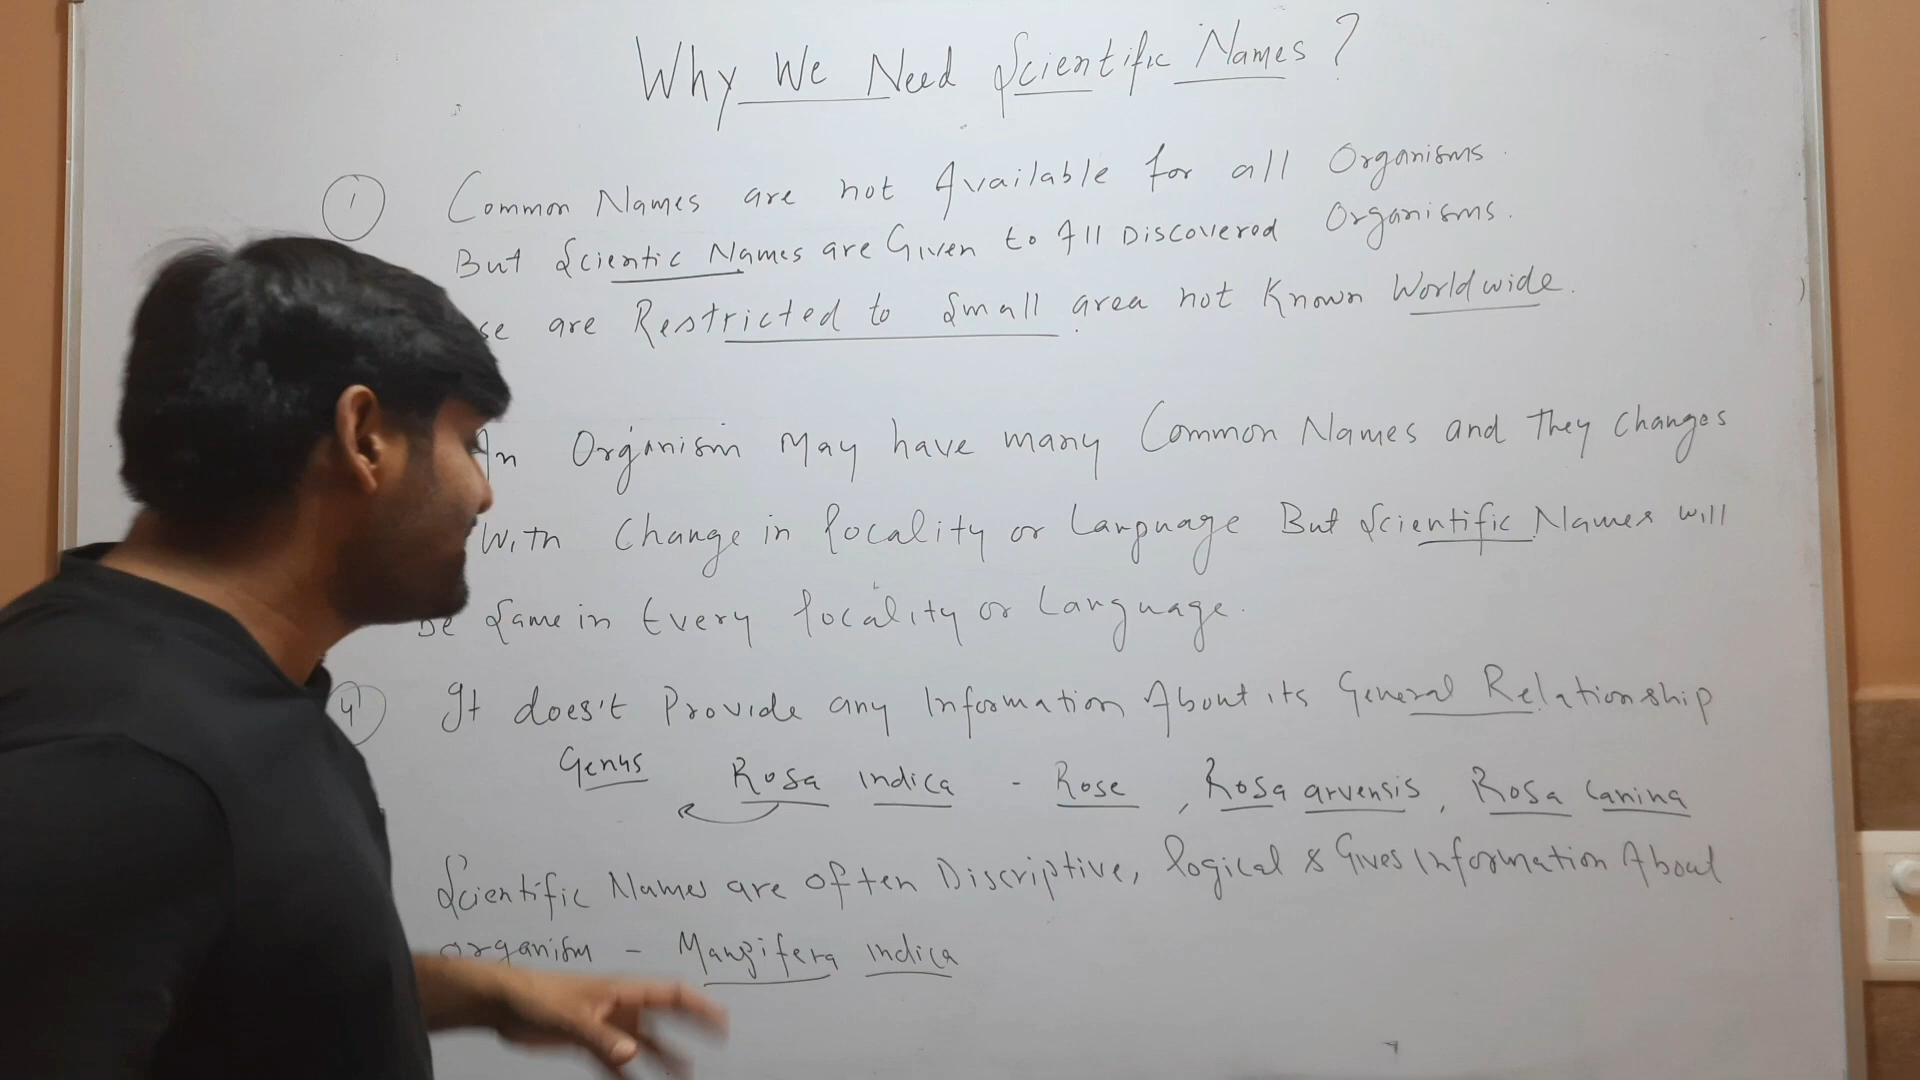 Why We Need Scientific Names ?
1 Common Names are not Available for all Organisms.
But Scientic Names are Given to All Discovered Organisms.
se are Restricted to Small area not Known Worldwide.
An Organism May have many Common Names and They Changes
With Change in locality or Language But Scientific Names will
be Same in Every locality or Language.
4 It does't Provide any Information About its General Relationship
Genus Rosa indica - Rose , Rosa arvensis , Rosa canina
Scientific Names are often Discriptive, logical & Gives Information About
organism - Mangifera indica